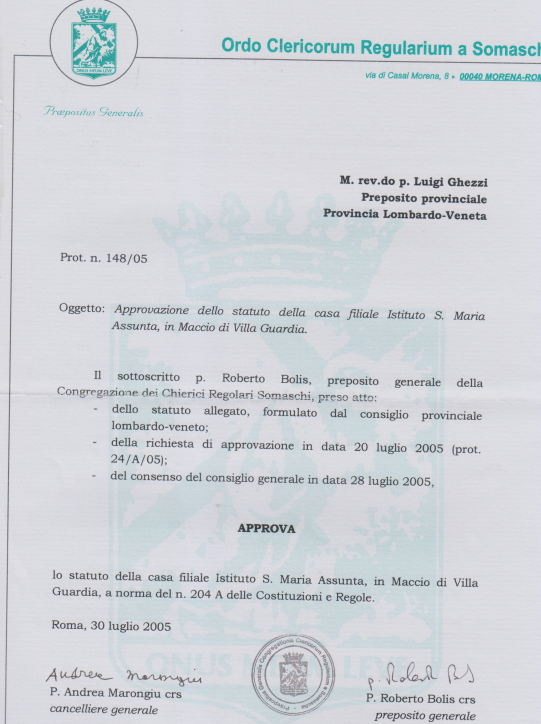 ONUS MEUM LEVE
Ordo Clericorum Regularium a Somasch
via di Casal Morena, 8 • 00040 MORENA-ROM
Præpositus Generalis
M. rev.do p. Luigi Ghezzi
Preposito provinciale
Provincia Lombardo-Veneta
Prot. n. 148/05
Oggetto: Approvazione dello statuto della casa filiale Istituto S. Maria
Assunta, in Maccio di Villa Guardia.
Il sottoscritto p. Roberto Bolis, preposito generale della
Congregazione dei Chierici Regolari Somaschi, preso atto:
- dello statuto allegato, formulato dal consiglio provinciale
lombardo-veneto;
- della richiesta di approvazione in data 20 luglio 2005 (prot.
24/A/05);
- del consenso del consiglio generale in data 28 luglio 2005,
APPROVA
lo statuto della casa filiale Istituto S. Maria Assunta, in Maccio di Villa
Guardia, a norma del n. 204 A delle Costituzioni e Regole.
Roma, 30 luglio 2005
ONUS MEUM LEVE
Andrea Marongiu
P. Andrea Marongiu crs
cancelliere generale
P. Roberto Bolis crs
preposito generale